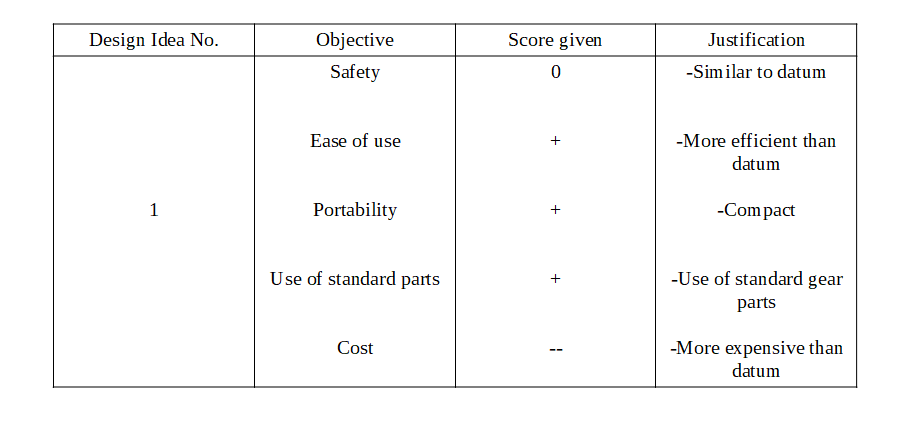 Design Idea No. Objective Score given Justification
Safety 0 -Similar to datum
Ease of use + -More efficient than
datum
1 Portability + -Compact
Use of standard parts + -Use of standard gear
parts
Cost -- -More expensive than
datum